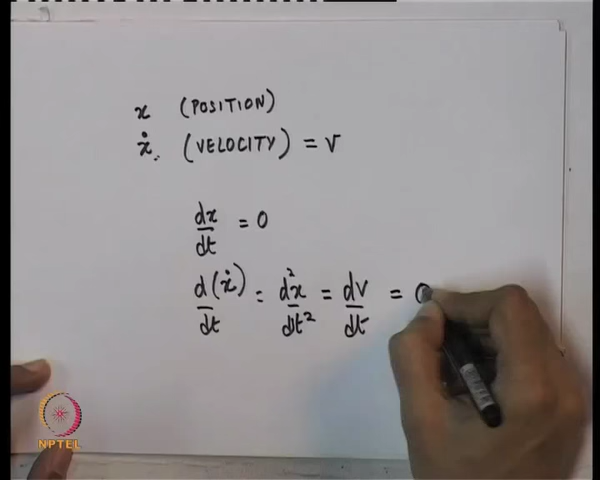 x (POSITION)
ẋ. (VELOCITY) = V
dx/dt = 0
d(ẋ)/dt = d²x/dt² = dV/dt = 0
NPTEL